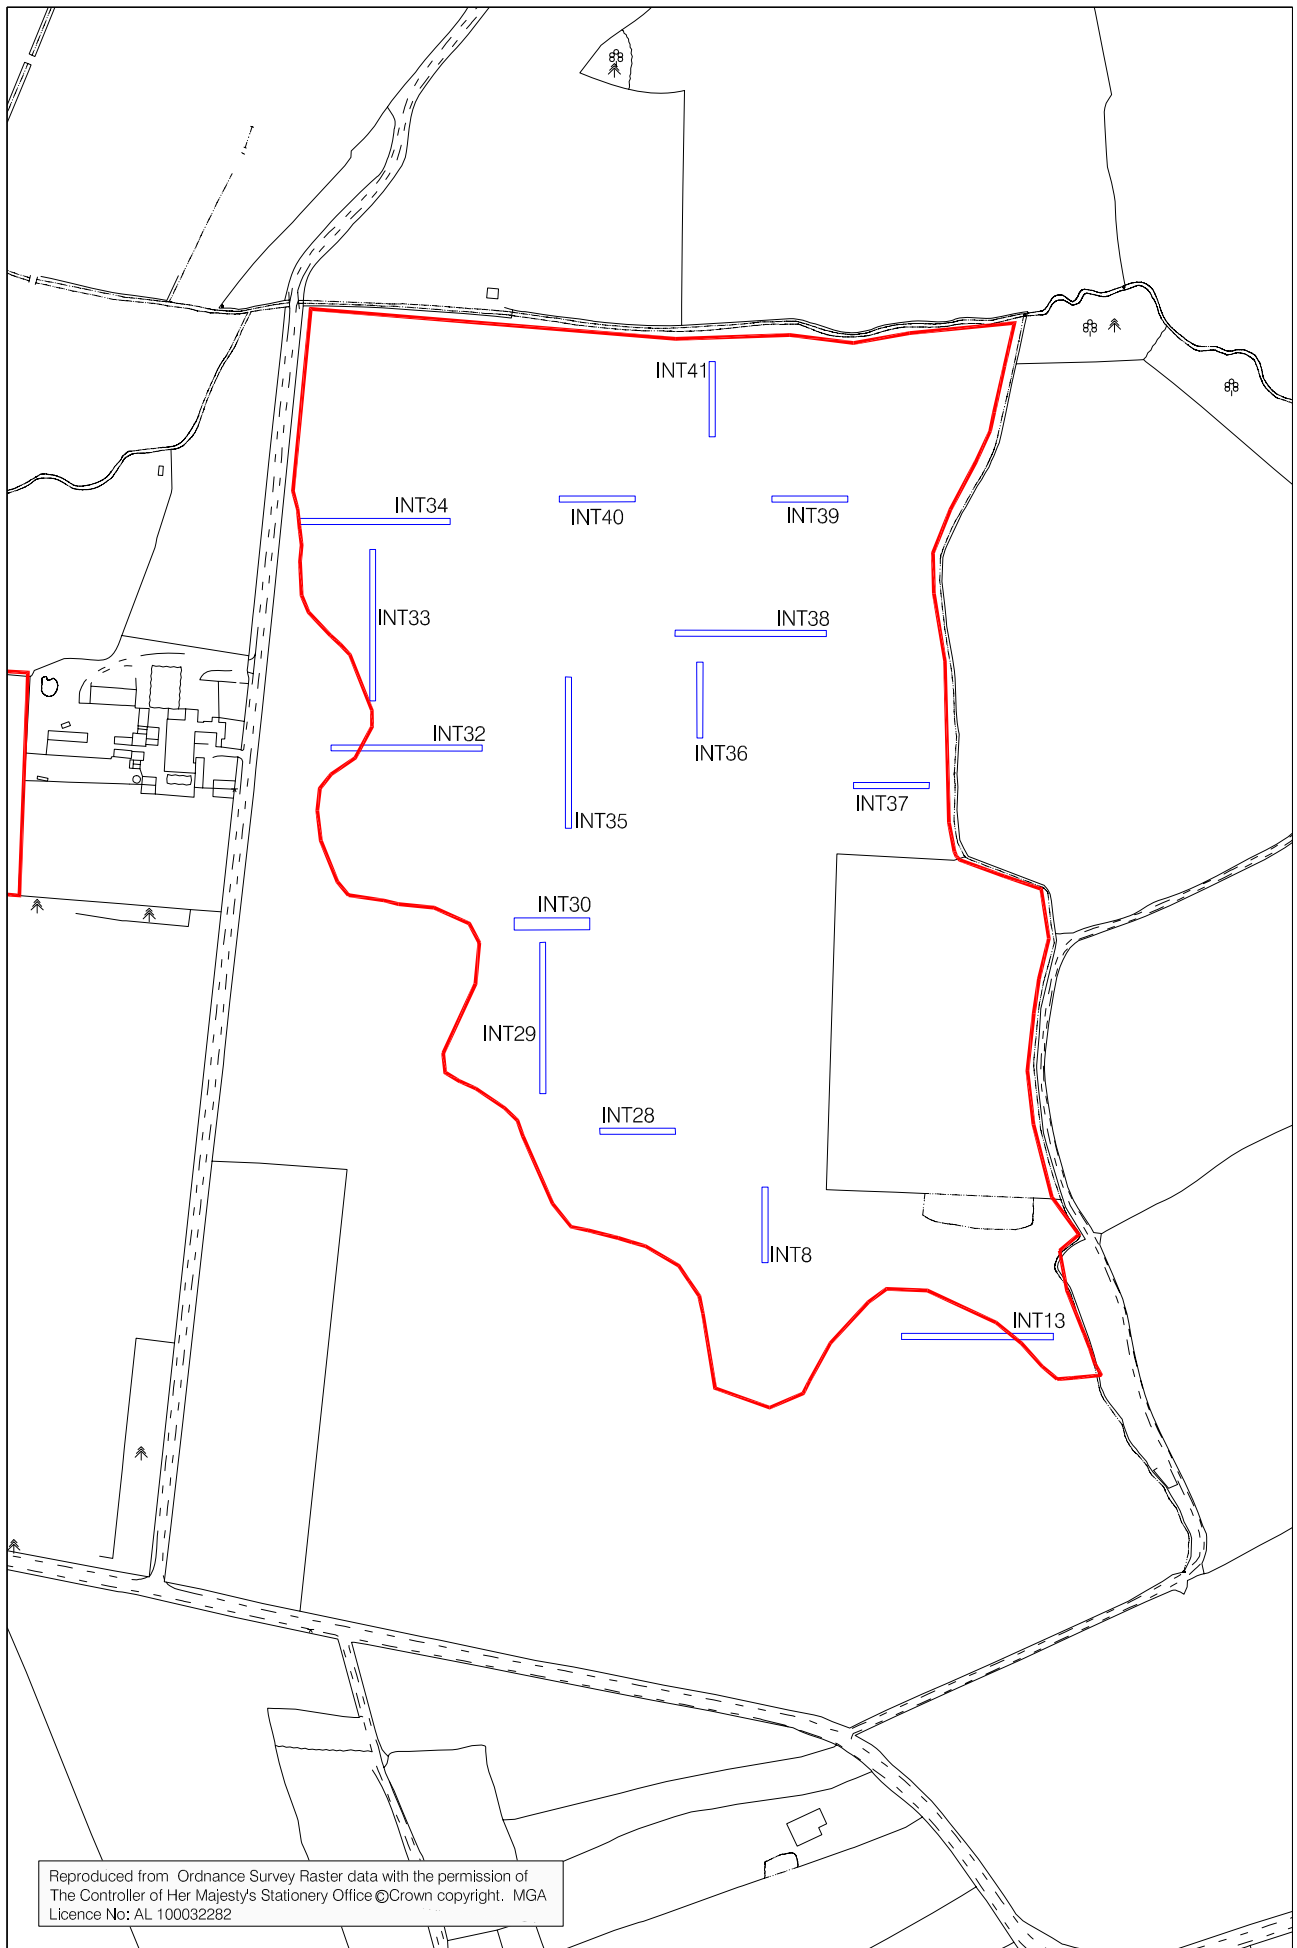 INT41
INT34
INT40
INT39
INT33
INT38
INT32
INT36
INT37
INT35
INT30
INT29
INT28
INT8
INT13
Reproduced from Ordnance Survey Raster data with the permission of
The Controller of Her Majesty's Stationery Office ©Crown copyright. MGA
Licence No: AL 100032282